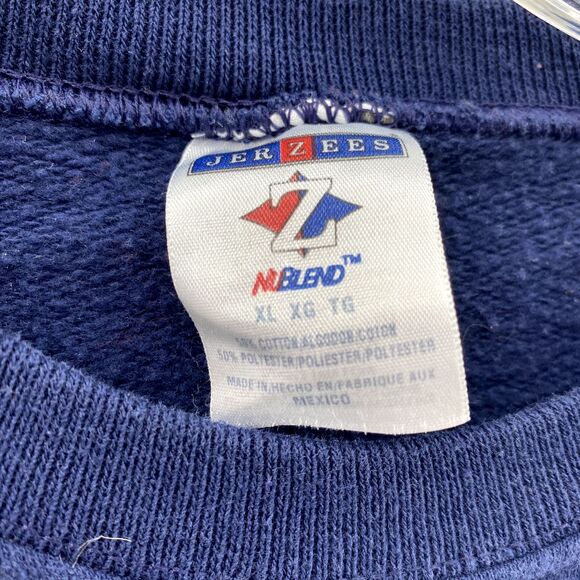 JERZEES
Z
NUBLEND™
XL XG TG
50% COTTON/ALGODON/COTON
50% POLYESTER/POLIESTER/POLYESTER
MADE IN/HECHO EN/FABRIQUE AUX
MEXICO